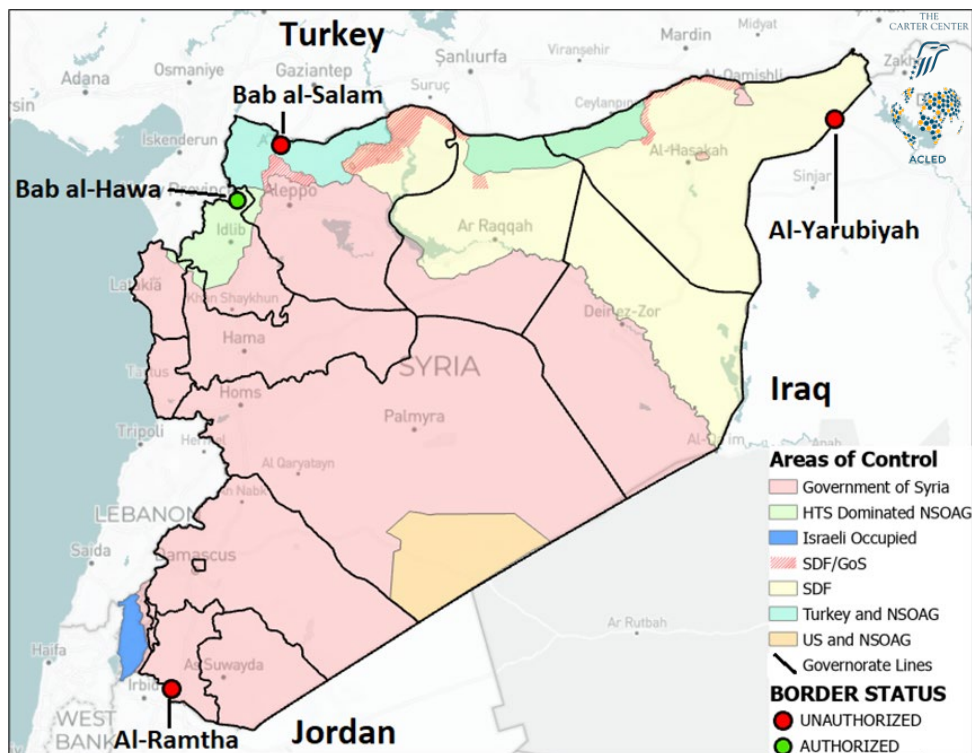 THE
CARTER CENTER
ACLED
Turkey
Mardin
Midyat
Viranşehir
Şanlıurfa
Adana
Osmaniye
Gaziantep
Suruç
Bab al-Salam
Ceylanpın
Al-Qamishli
Iskenderun
Al-Hasakah
Sinjar
Bab al-Hawa
Aleppo
Al-Yarubiyah
Idlib
Ar Raqqah
Latakia
Khan Shaykhun
Deir ez-Zor
Hama
SYRIA
Homs
Iraq
Palmyra
Tripoli
Al Qaryatayn
An Nabk
LEBANON
Saida
Damascus
Ar Rutbah
Haifa
As Suwayda
Irbid
WEST
BANK
Al-Ramtha
Jordan
Areas of Control
Government of Syria
HTS Dominated NSOAG
Israeli Occupied
SDF/GoS
SDF
Turkey and NSOAG
US and NSOAG
Governorate Lines
BORDER STATUS
UNAUTHORIZED
AUTHORIZED